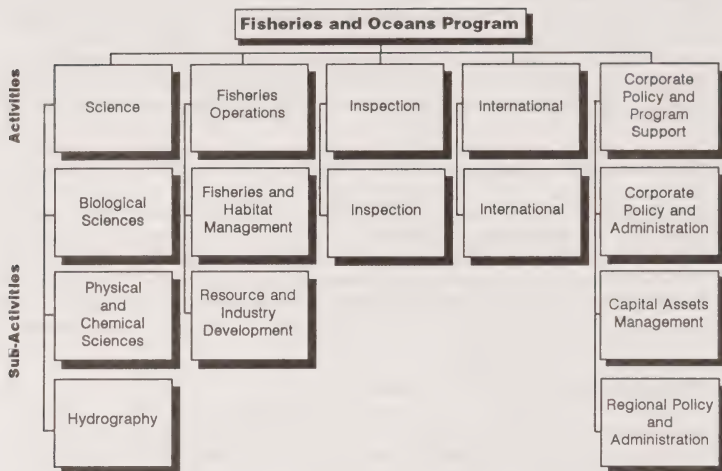 Fisheries and Oceans Program
Activities
Science
Fisheries
Operations
Inspection
International
Corporate
Policy and
Program
Support
Sub-Activities
Biological
Sciences
Fisheries and
Habitat
Management
Inspection
International
Corporate
Policy and
Administration
Physical
and
Chemical
Sciences
Resource and
Industry
Development
Capital Assets
Management
Hydrography
Regional Policy
and
Administration